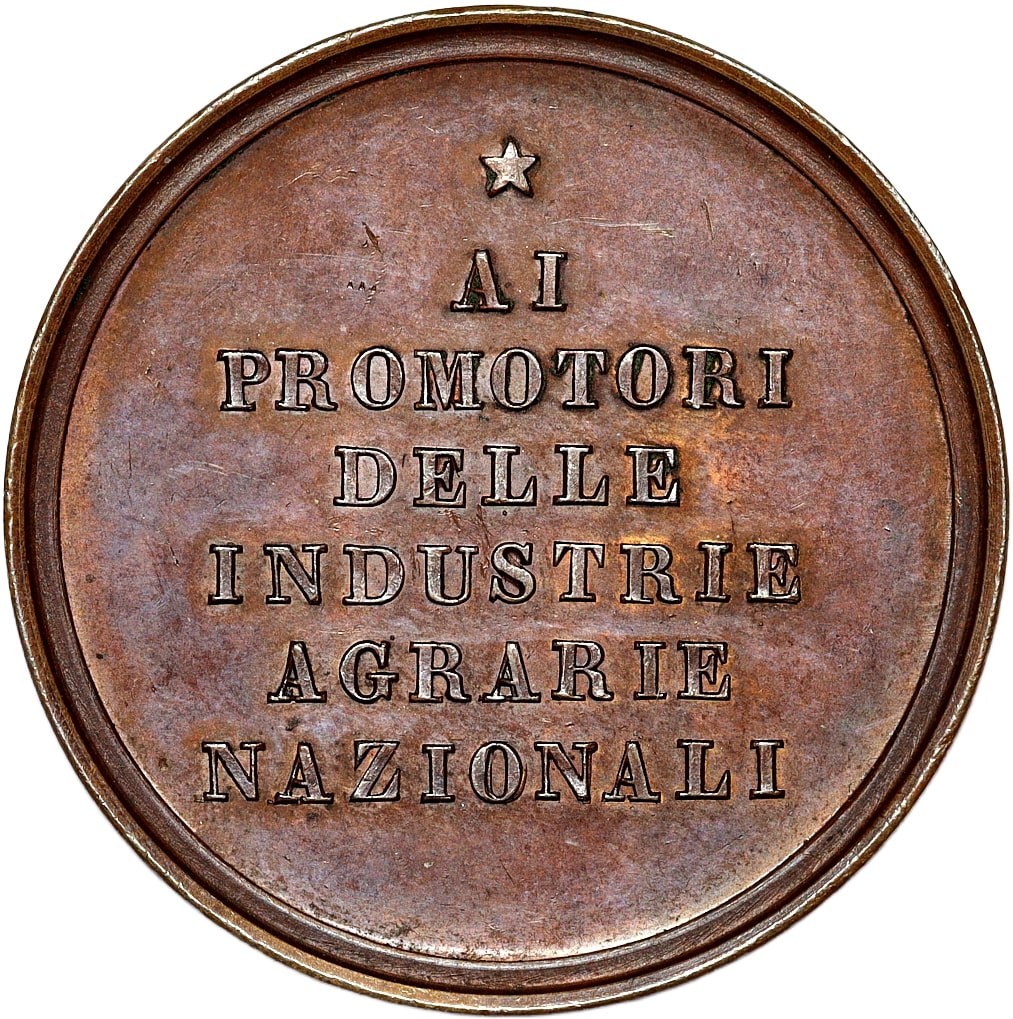 AI
PROMOTORI
DELLE
INDUSTRIE
AGRARIE
NAZIONALI